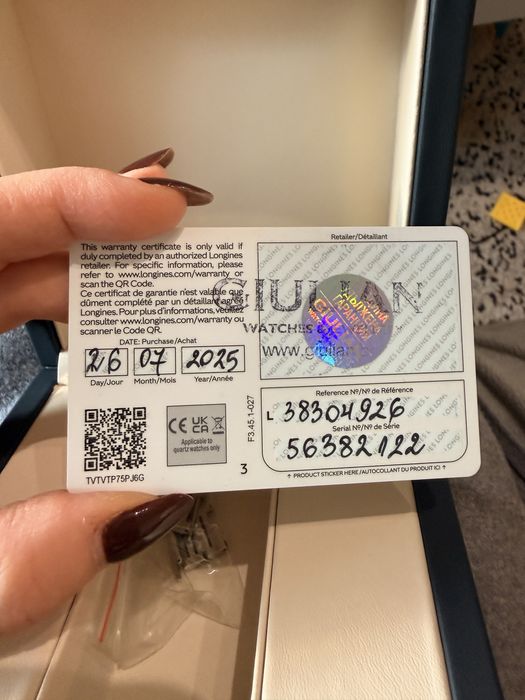 This warranty certificate is only valid if
duly completed by an authorized Longines
retailer. For specific information, please
refer to www.longines.com/warranty or
scan the QR Code.
Ce certificat de garantie n'est valable que
dûment complété par un détaillant agréé
Longines. Pour plus d'informations, veuillez
consulter www.longines.com/warranty ou
scanner le Code QR.
DATE: Purchase/Achat
26 07 2025
Day/Jour Month/Mois Year/Année
TVTVTP75PJ6G
CE UK CA
Applicable to
quartz watches only
F3.45.1-027
3
Retailer/Détaillant
GIULIAN
WATCHES
www.giulian
Reference Nº/Nº de Référence
L 38304926
Serial Nº/Nº de Série
56382122
↑ PRODUCT STICKER HERE/AUTOCOLLANT DU PRODUIT ICI ↑